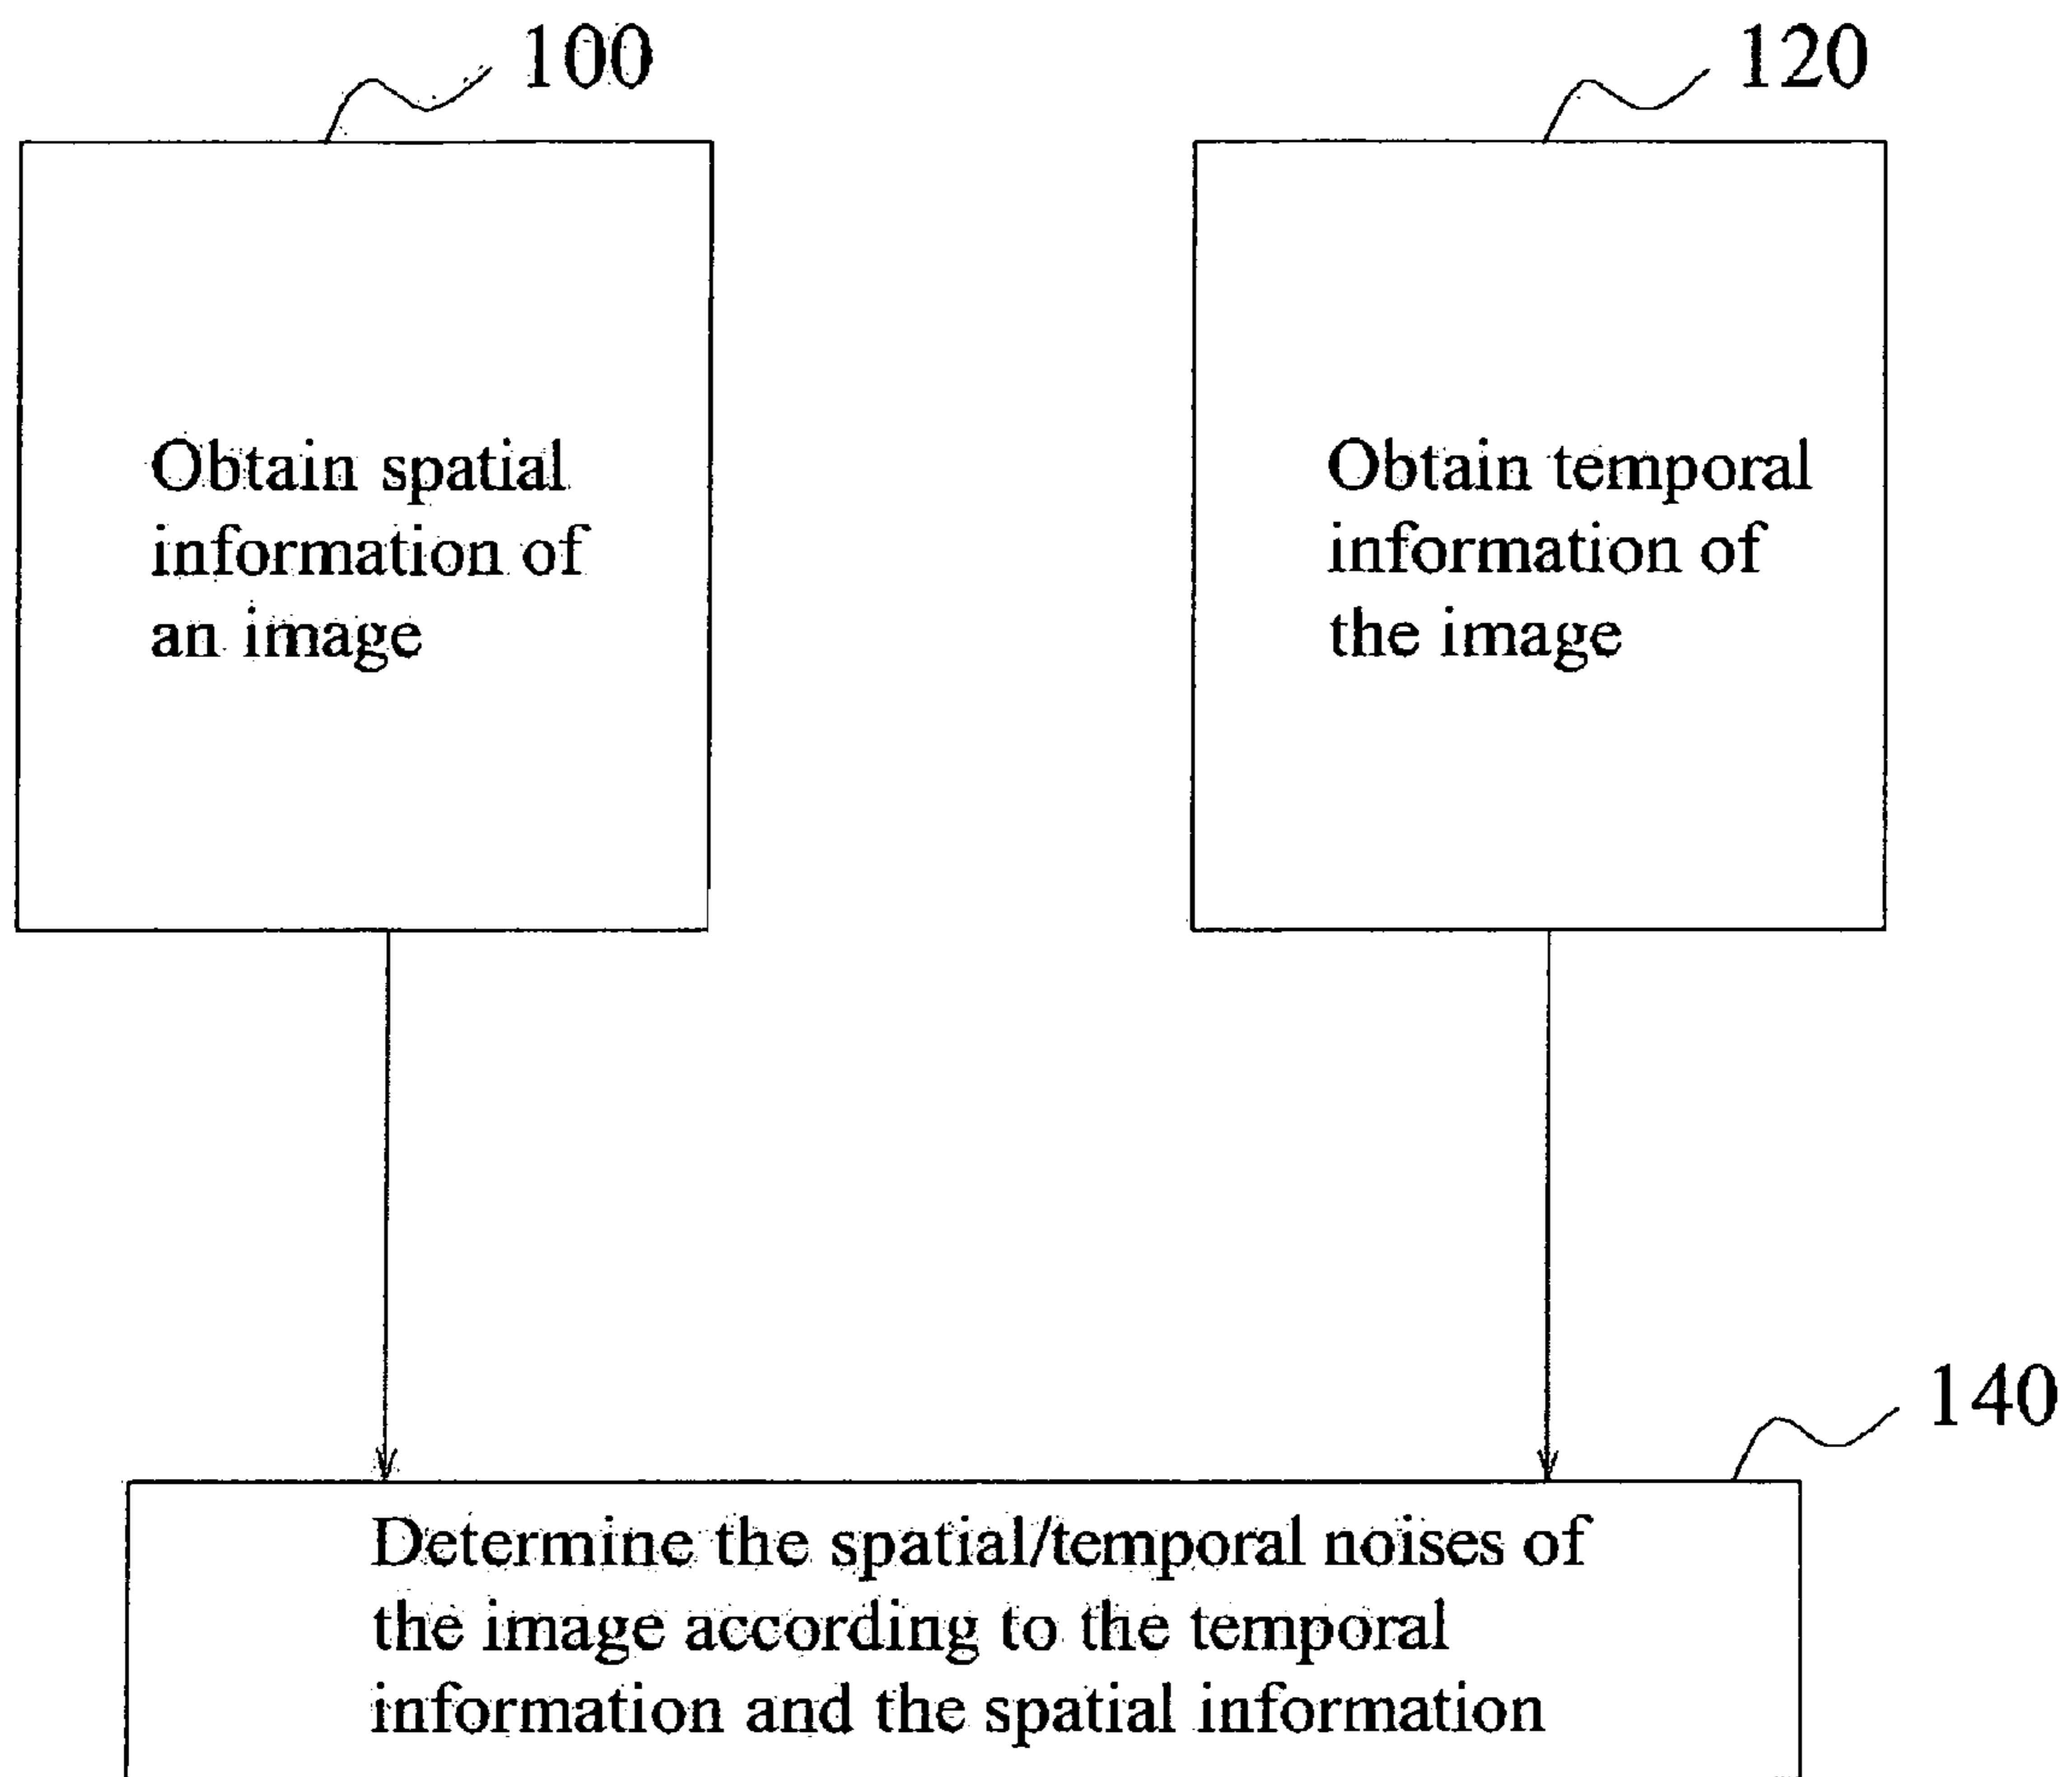 100
120
Obtain spatial
information of
an image
Obtain temporal
information of
the image
140
Determine the spatial/temporal noises of
the image according to the temporal
information and the spatial information